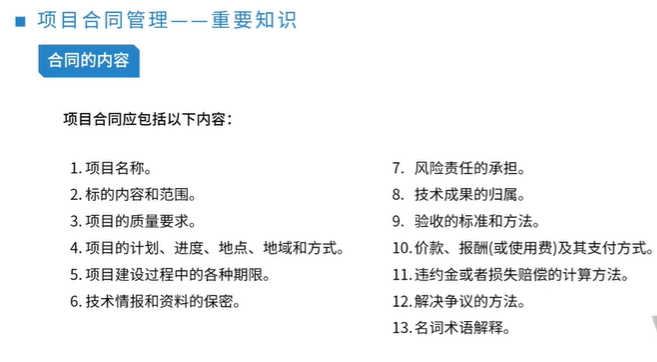 项目合同管理——重要知识
合同的内容
项目合同应包括以下内容：
1. 项目名称。
2. 标的内容和范围。
3. 项目的质量要求。
4. 项目的计划、进度、地点、地域和方式。
5. 项目建设过程中的各种期限。
6. 技术情报和资料的保密。
7. 风险责任的承担。
8. 技术成果的归属。
9. 验收的标准和方法。
10.价款、报酬(或使用费)及其支付方式。
11.违约金或者损失赔偿的计算方法。
12.解决争议的方法。
13.名词术语解释。